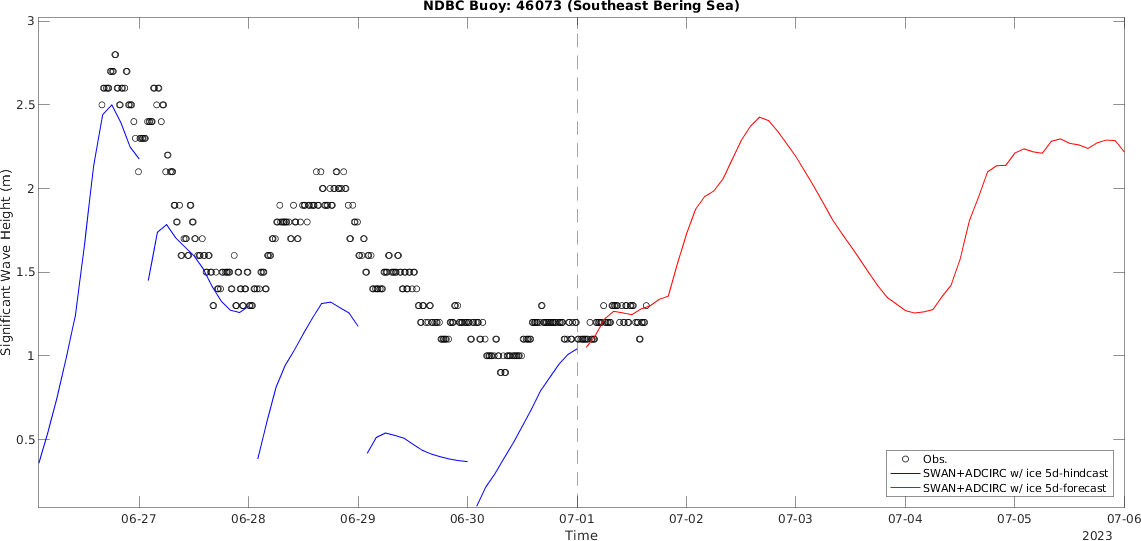 NDBC Buoy: 46073 (Southeast Bering Sea)
Significant Wave Height (m)
3
2.5
2
1.5
1
0.5
Obs.
SWAN+ADCIRC w/ ice 5d-hindcast
SWAN+ADCIRC w/ ice 5d-forecast
06-27 06-28 06-29 06-30 07-01 07-02 07-03 07-04 07-05 07-06
Time
2023